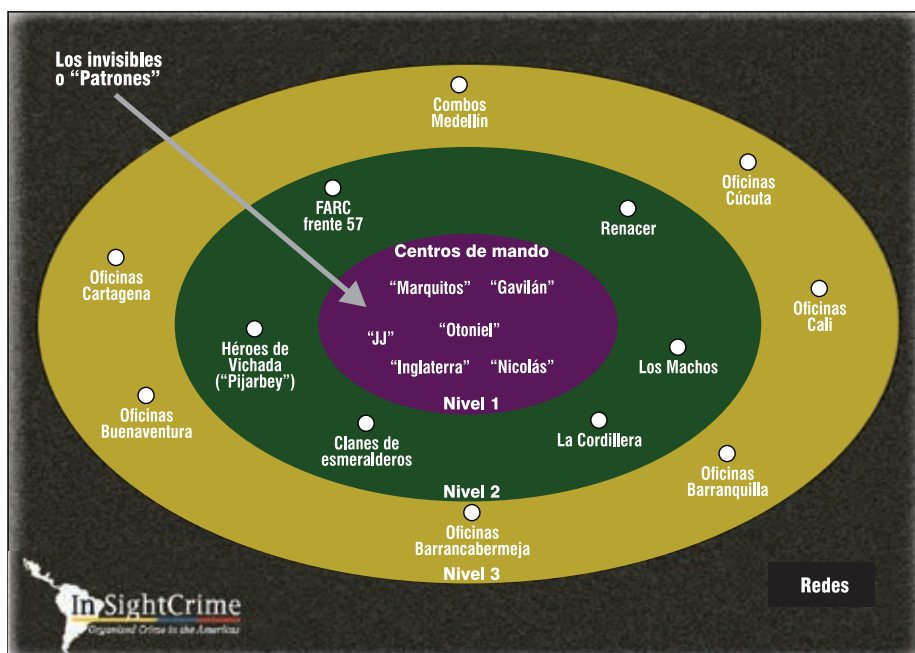 Los invisibles
o “Patrones”
Combos
Medellín
Oficinas
Cúcuta
FARC
frente 57
Renacer
Centros de mando
Oficinas
Cartagena
“Marquitos” “Gavilán”
Oficinas
Cali
“JJ” “Otoniel”
Héroes de
Vichada
(“Pijarbey”)
Los Machos
“Inglaterra” “Nicolás”
Nivel 1
Oficinas
Buenaventura
Clanes de
esmeralderos
La Cordillera
Oficinas
Barranquilla
Nivel 2
Oficinas
Barrancabermeja
Nivel 3
Redes
InSightCrime
Organized Crime in the Americas